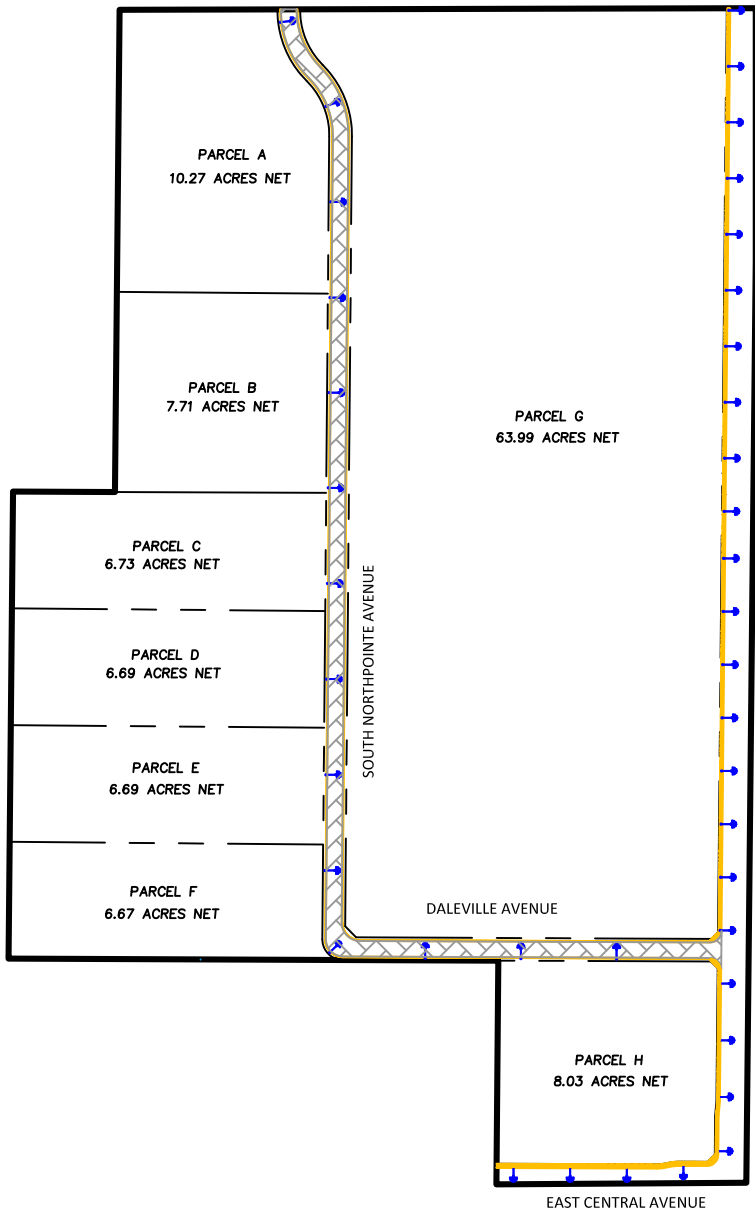 PARCEL A
10.27 ACRES NET
PARCEL B
7.71 ACRES NET
PARCEL G
63.99 ACRES NET
PARCEL C
6.73 ACRES NET
SOUTH NORTHPOINTE AVENUE
PARCEL D
6.69 ACRES NET
PARCEL E
6.69 ACRES NET
PARCEL F
6.67 ACRES NET
DALEVILLE AVENUE
PARCEL H
8.03 ACRES NET
EAST CENTRAL AVENUE